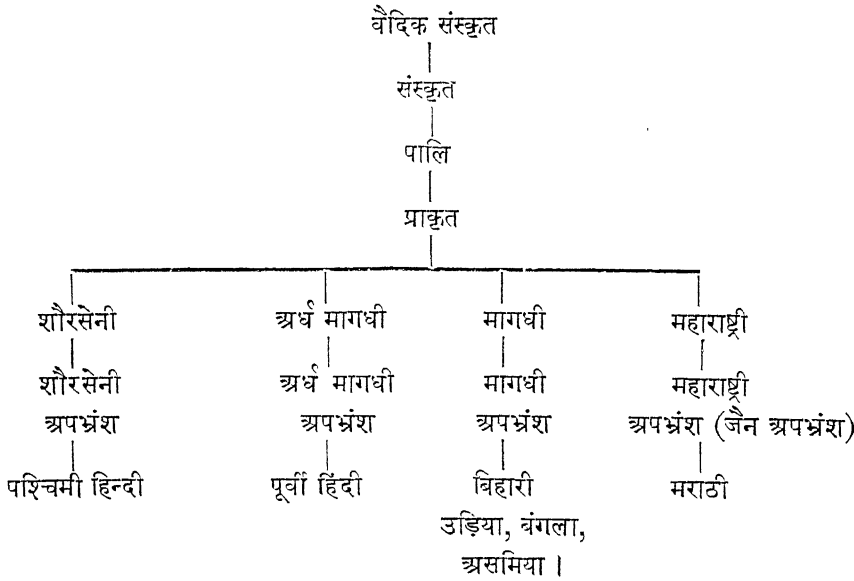 वैदिक संस्कृत
संस्कृत
पालि
प्राकृत
शौरसेनी अर्ध मागधी मागधी महाराष्ट्री
शौरसेनी अर्ध मागधी मागधी महाराष्ट्री
अपभ्रंश अपभ्रंश अपभ्रंश अपभ्रंश (जैन अपभ्रंश)
पश्चिमी हिन्दी पूर्वी हिंदी बिहारी मराठी
उड़िया, बंगला,
असमिया ।